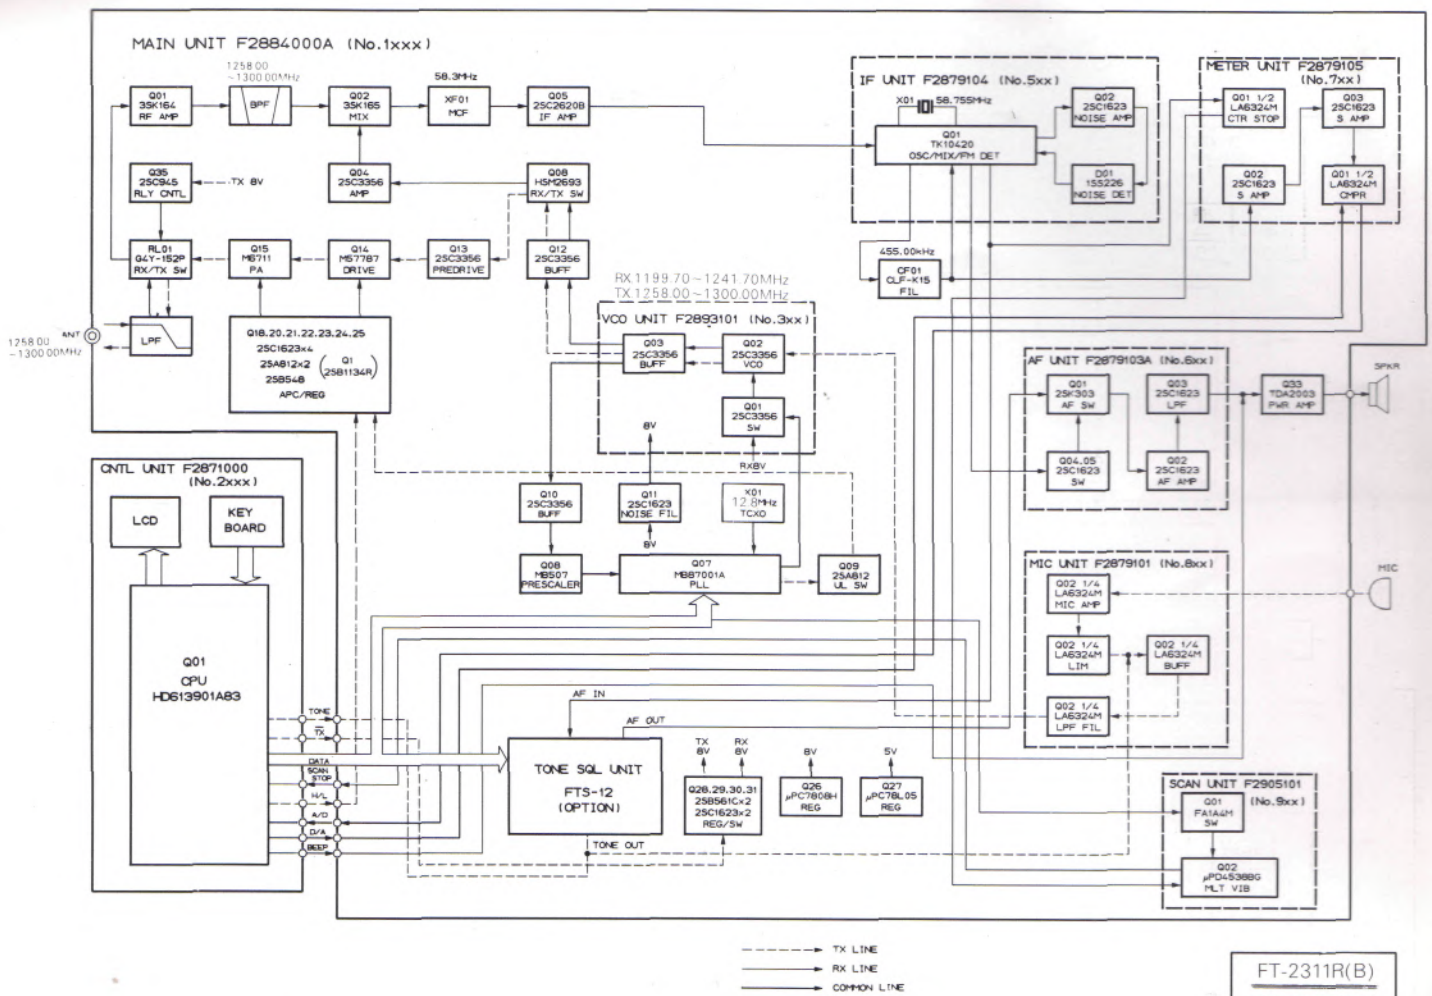 MAIN UNIT F2884000A (No.1xxx)
1258.00
~1300.00MHz
Q01
3SK164
RF AMP
BPF
Q02
3SK165
MIX
58.3MHz
XF01
MCF
Q05
2SC2620B
IF AMP
Q35
2SC945
RLY CNTL
TX 8V
Q04
2SC3356
AMP
Q08
HSM2693
RX/TX SW
RL01
G4Y-152P
RX/TX SW
Q15
M6711
PA
Q14
M57787
DRIVE
Q13
2SC3356
PREDRIVE
Q12
2SC3356
BUFF
ANT
1258.00
~1300.00MHz
LPF
Q18.20.21.22.23.24.25
2SC1623x4
2SA812x2
2SB548
Q1
(2SB1134R)
APC/REG
RX.1199.70~1241.70MHz
TX.1258.00~1300.00MHz
VCO UNIT F2893101 (No.3xx)
Q03
2SC3356
BUFF
Q02
2SC3356
VCO
Q01
2SC3356
SW
8V
RX8V
Q10
2SC3356
BUFF
Q11
2SC1623
NOISE FIL
8V
X01
12.8MHz
TCXO
Q08
MB507
PRESCALER
Q07
MB87001A
PLL
Q09
2SA812
UL SW
IF UNIT F2879104 (No.5xx)
X01
58.755MHz
Q01
TK10420
OSC/MIX/FM DET
Q02
2SC1623
NOISE AMP
D01
1SS226
NOISE DET
455.00kHz
CF01
CLF-K15
FIL
METER UNIT F2879105
(No.7xx)
Q01 1/2
LA6324M
CTR STOP
Q03
2SC1623
S AMP
Q02
2SC1623
S AMP
Q01 1/2
LA6324M
CMPR
AF UNIT F2879103A (No.6xx)
Q01
2SK303
AF SW
Q03
2SC1623
LPF
Q04.05
2SC1623
SW
Q02
2SC1623
AF AMP
Q33
TDA2003
PWR AMP
SPKR
MIC UNIT F2879101 (No.8xx)
Q02 1/4
LA6324M
MIC AMP
Q02 1/4
LA6324M
LIM
Q02 1/4
LA6324M
BUFF
Q02 1/4
LA6324M
LPF FIL
MIC
CNTL UNIT F2871000
(No.2xxx)
LCD
KEY
BOARD
Q01
CPU
HD613901A83
TONE
TX
DATA
SCAN
STOP
H/L
A/D
D/A
BEEP
AF IN
AF OUT
TONE SQL UNIT
FTS-12
(OPTION)
TONE OUT
TX
8V
RX
8V
Q28.29.30.31
2SB561Cx2
2SC1623x2
REG/SW
8V
Q26
μPC7808H
REG
5V
Q27
μPC78L05
REG
SCAN UNIT F2905101
(No.9xx)
Q01
FA1A4M
SW
Q02
μPD4538BG
MLT VIB
TX LINE
RX LINE
COMMON LINE
FT-2311R(B)